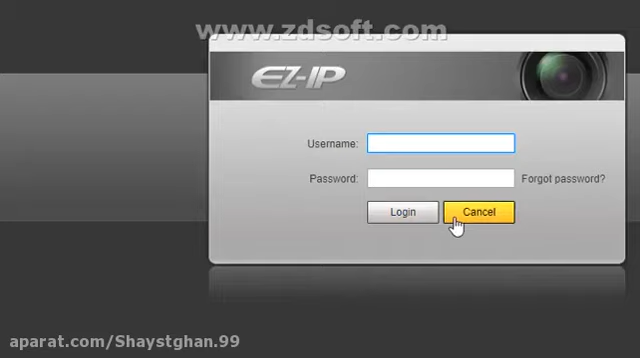 www.zdsoft.com
EZ-IP
Username:
Password:
Forgot password?
Login
Cancel
aparat.com/Shaystghan.99